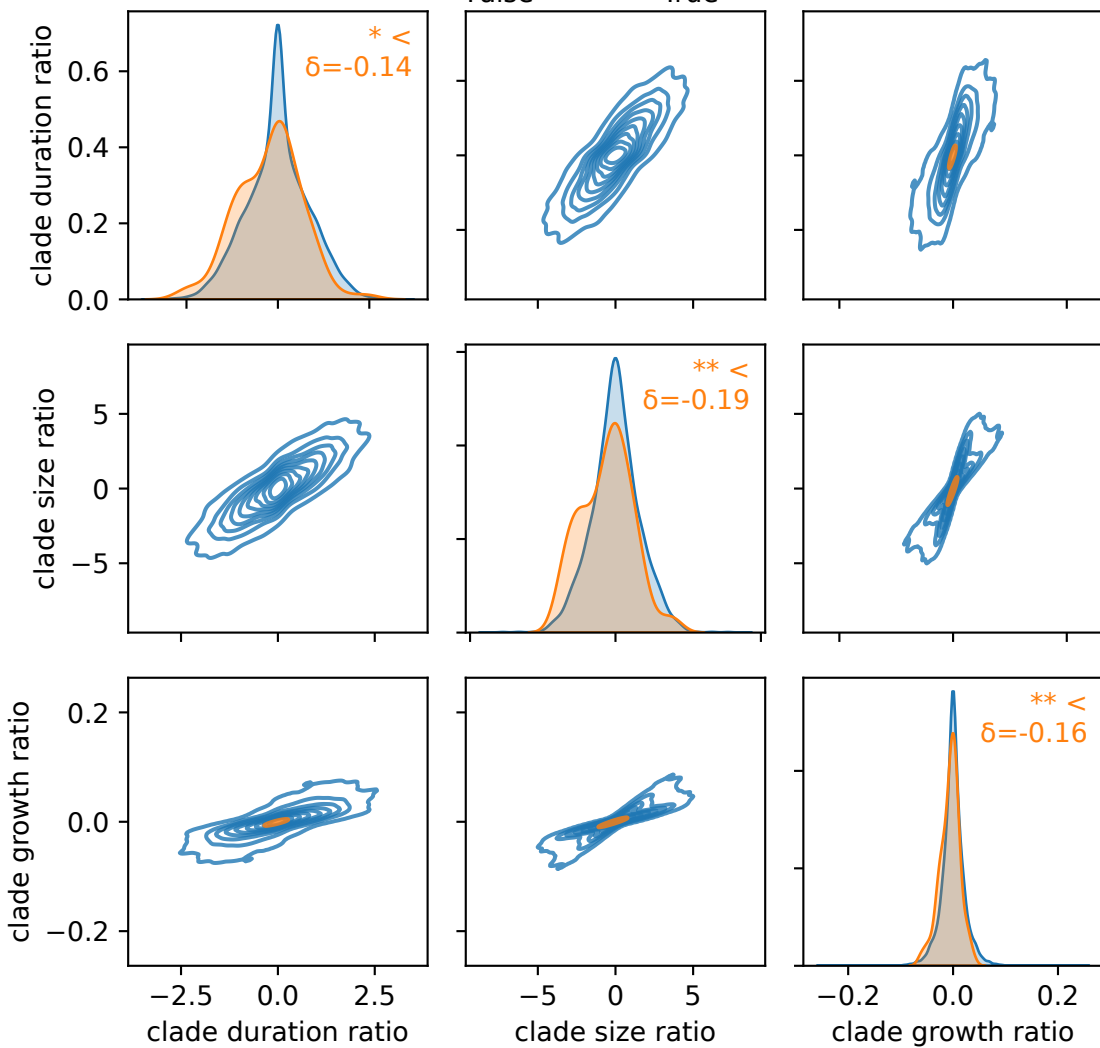 clade duration ratio
0.6
0.4
0.2
0.0
* <
δ=-0.14
clade size ratio
5
0
−5
** <
δ=-0.19
clade growth ratio
0.2
0.0
−0.2
** <
δ=-0.16
−2.5 0.0 2.5
−5 0 5
−0.2 0.0 0.2
clade duration ratio
clade size ratio
clade growth ratio